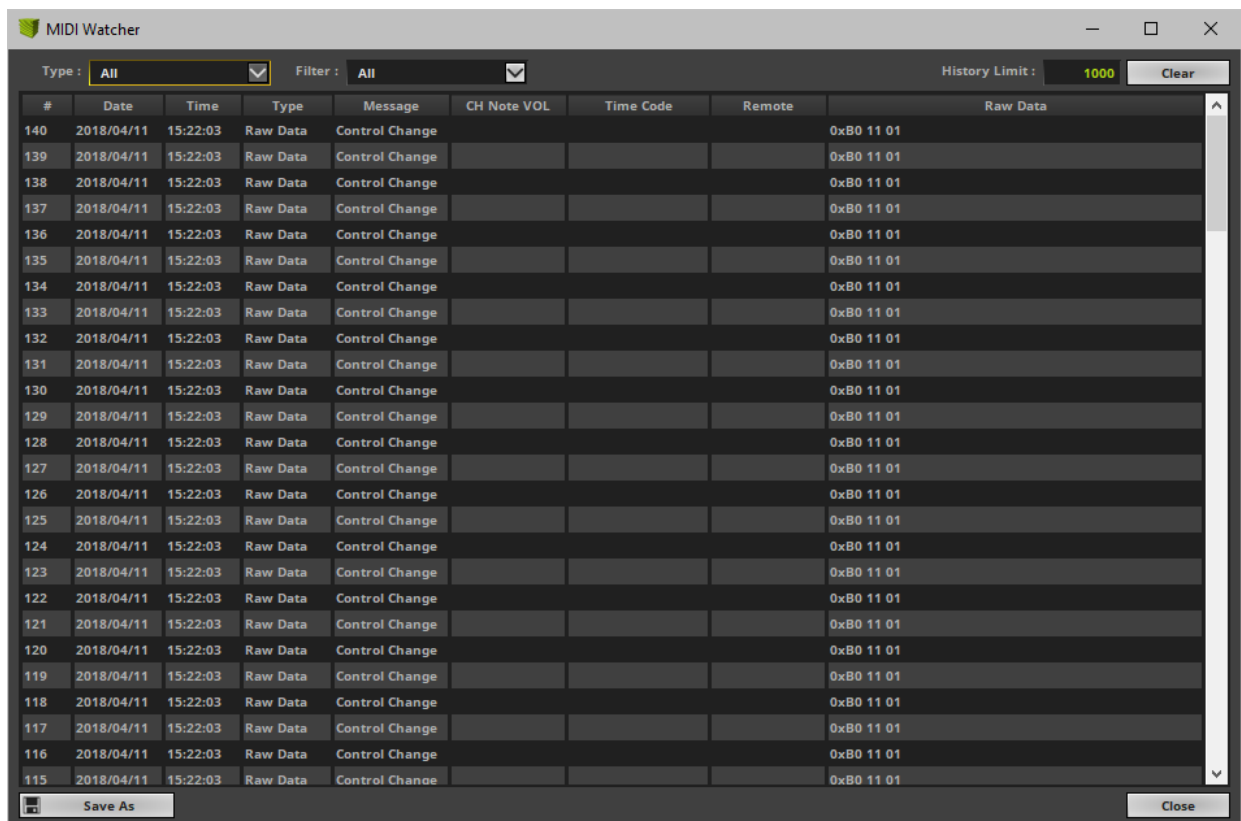 MIDI Watcher
Type : All Filter : All History Limit : 1000 Clear
# Date Time Type Message CH Note VOL Time Code Remote Raw Data
140 2018/04/11 15:22:03 Raw Data Control Change 0xB0 11 01
139 2018/04/11 15:22:03 Raw Data Control Change 0xB0 11 01
138 2018/04/11 15:22:03 Raw Data Control Change 0xB0 11 01
137 2018/04/11 15:22:03 Raw Data Control Change 0xB0 11 01
136 2018/04/11 15:22:03 Raw Data Control Change 0xB0 11 01
135 2018/04/11 15:22:03 Raw Data Control Change 0xB0 11 01
134 2018/04/11 15:22:03 Raw Data Control Change 0xB0 11 01
133 2018/04/11 15:22:03 Raw Data Control Change 0xB0 11 01
132 2018/04/11 15:22:03 Raw Data Control Change 0xB0 11 01
131 2018/04/11 15:22:03 Raw Data Control Change 0xB0 11 01
130 2018/04/11 15:22:03 Raw Data Control Change 0xB0 11 01
129 2018/04/11 15:22:03 Raw Data Control Change 0xB0 11 01
128 2018/04/11 15:22:03 Raw Data Control Change 0xB0 11 01
127 2018/04/11 15:22:03 Raw Data Control Change 0xB0 11 01
126 2018/04/11 15:22:03 Raw Data Control Change 0xB0 11 01
125 2018/04/11 15:22:03 Raw Data Control Change 0xB0 11 01
124 2018/04/11 15:22:03 Raw Data Control Change 0xB0 11 01
123 2018/04/11 15:22:03 Raw Data Control Change 0xB0 11 01
122 2018/04/11 15:22:03 Raw Data Control Change 0xB0 11 01
121 2018/04/11 15:22:03 Raw Data Control Change 0xB0 11 01
120 2018/04/11 15:22:03 Raw Data Control Change 0xB0 11 01
119 2018/04/11 15:22:03 Raw Data Control Change 0xB0 11 01
118 2018/04/11 15:22:03 Raw Data Control Change 0xB0 11 01
117 2018/04/11 15:22:03 Raw Data Control Change 0xB0 11 01
116 2018/04/11 15:22:03 Raw Data Control Change 0xB0 11 01
115 2018/04/11 15:22:03 Raw Data Control Change 0xB0 11 01
Save As Close